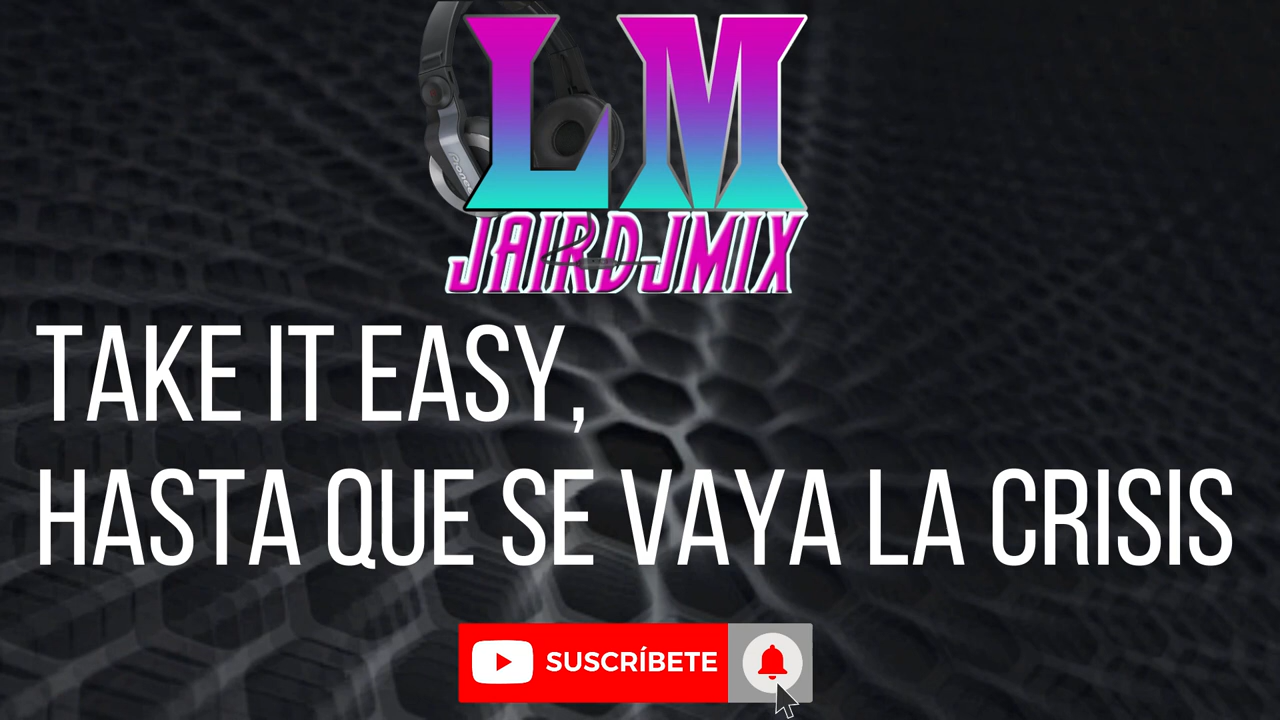 LM
JAIRDJMIX
TAKE IT EASY,
HASTA QUE SE VAYA LA CRISIS
SUSCRÍBETE